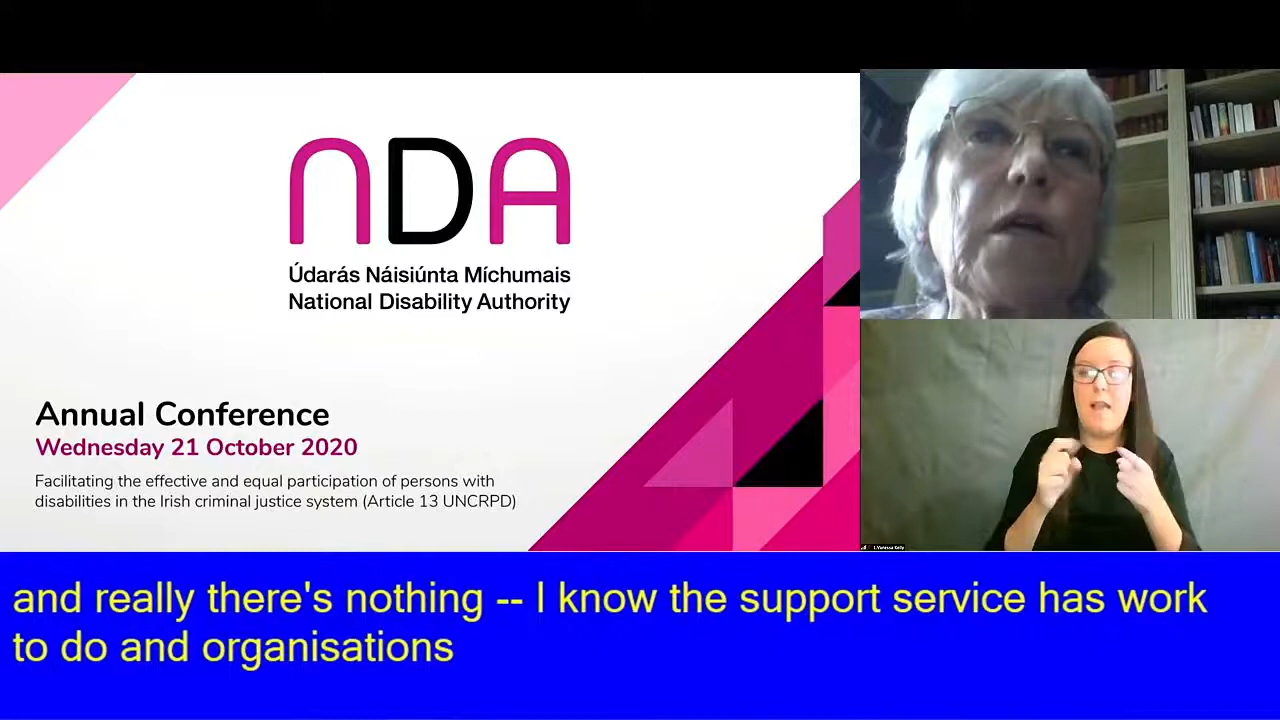 NDA
Údarás Náisiúnta Míchumais
National Disability Authority
Annual Conference
Wednesday 21 October 2020
Facilitating the effective and equal participation of persons with
disabilities in the Irish criminal justice system (Article 13 UNCRPD)
Vanessa Kelly
and really there's nothing -- I know the support service has work
to do and organisations